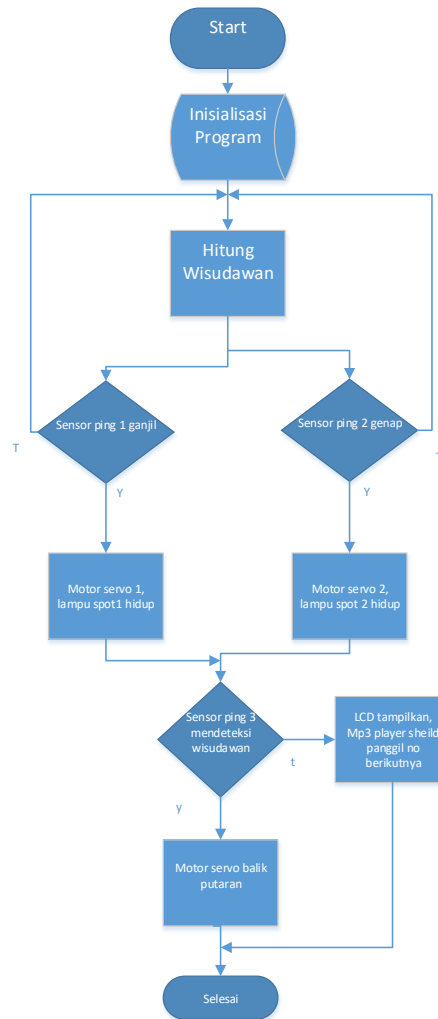 Start
Inisialisasi
Program
Hitung
Wisudawan
Sensor ping 1 ganjil
Sensor ping 2 genap
T
Y
Y
Motor servo 1,
lampu spot1 hidup
Motor servo 2,
lampu spot 2 hidup
Sensor ping 3
mendeteksi
wisudawan
t
LCD tampilkan,
Mp3 player sheild
panggil no
berikutnya
y
Motor servo balik
putaran
Selesai